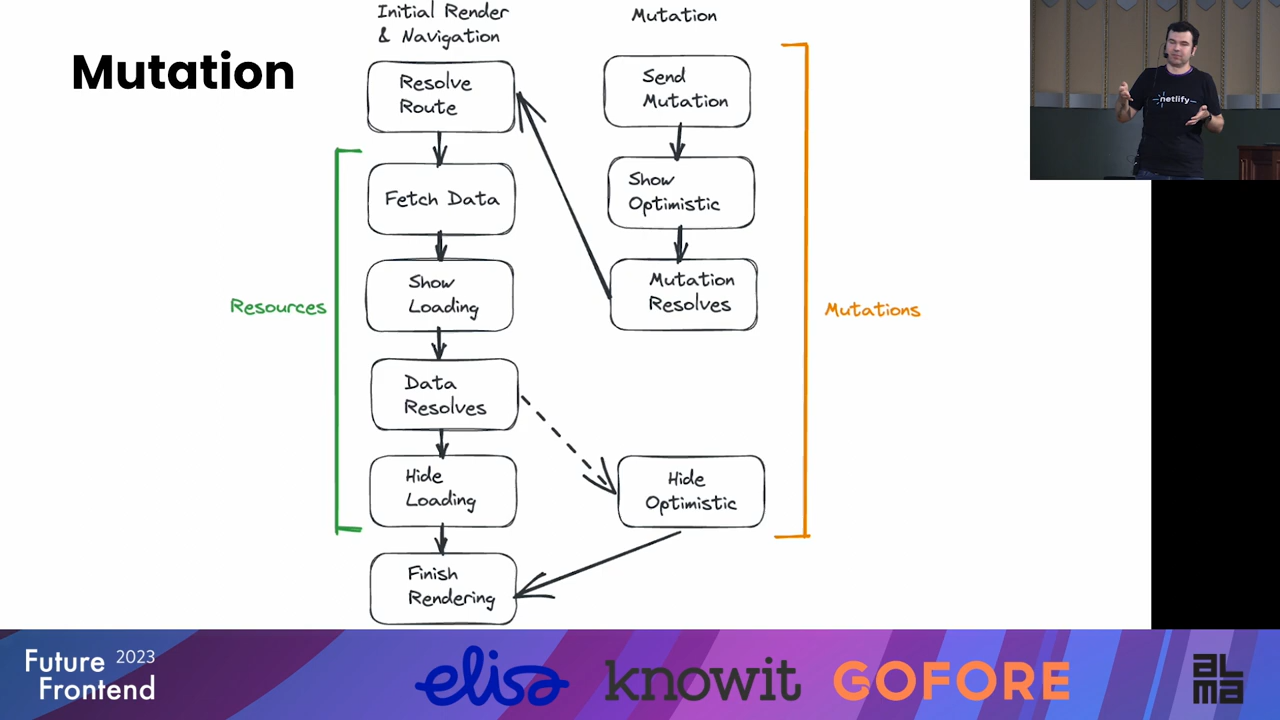 Mutation
Initial Render
& Navigation
Resolve
Route
Fetch Data
Show
Loading
Data
Resolves
Hide
Loading
Finish
Rendering
Resources
Mutation
Send
Mutation
Show
Optimistic
Mutation
Resolves
Hide
Optimistic
Mutations
netlify
Future 2023
Frontend
elisa
knowit
GOFORE
ALMA